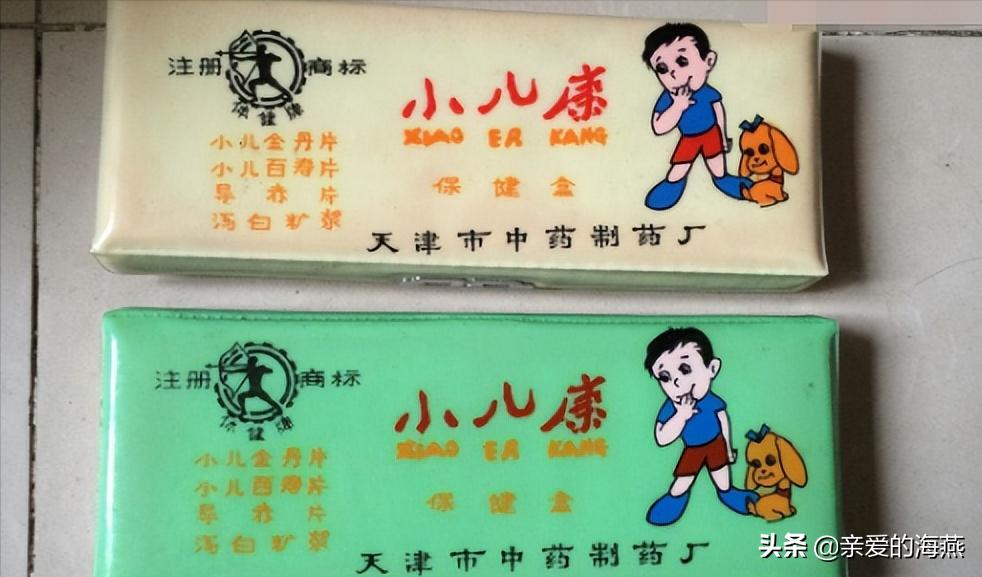 注册商标
健牌
小儿金丹片
小儿百寿片
导赤片
泻白糖浆
小儿康
XIAO ER KANG
保健盒
天津市中药制药厂
注册商标
健牌
小儿金丹片
小儿百寿片
导赤片
泻白糖浆
小儿康
XIAO ER KANG
保健盒
天津市中药制药厂
头条 @亲爱的海燕